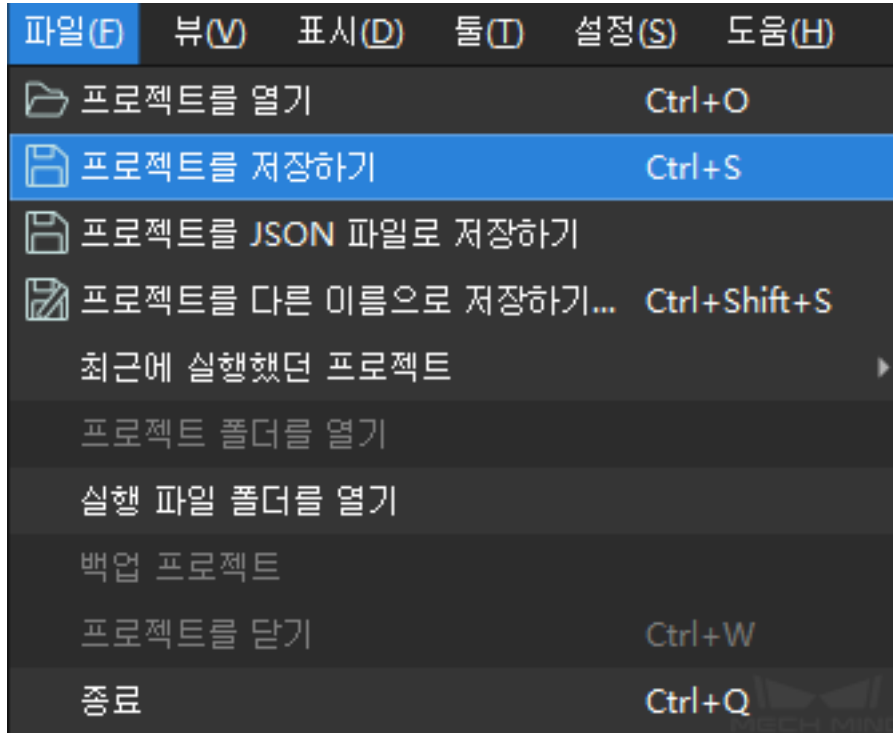 파일(F) 뷰(V) 표시(D) 툴(T) 설정(S) 도움(H)
프로젝트를 열기 Ctrl+O
프로젝트를 저장하기 Ctrl+S
프로젝트를 JSON 파일로 저장하기
프로젝트를 다른 이름으로 저장하기... Ctrl+Shift+S
최근에 실행했던 프로젝트
프로젝트 폴더를 열기
실행 파일 폴더를 열기
백업 프로젝트
프로젝트를 닫기 Ctrl+W
종료 Ctrl+Q
MECH MIND